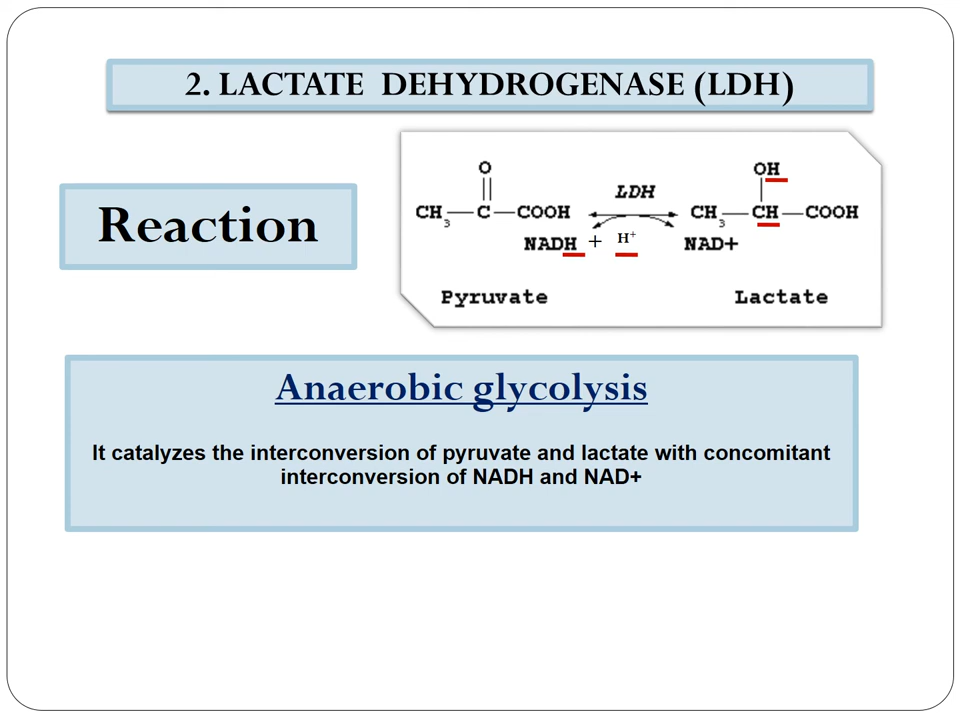 2. LACTATE DEHYDROGENASE (LDH)
Reaction
O
OH
LDH
CH3—C—COOH
CH3—CH—COOH
NADH + H+
NAD+
Pyruvate
Lactate
Anaerobic glycolysis
It catalyzes the interconversion of pyruvate and lactate with concomitant
interconversion of NADH and NAD+